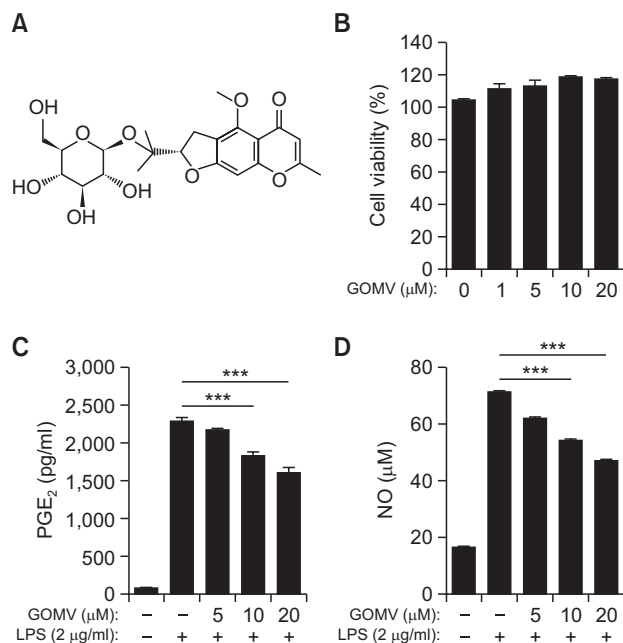 A
OH
O
O
O
O
O
HO
OH
HO
OH
O
O
B
Cell viability (%)
140
120
100
80
60
40
20
0
GOMV (μM): 0 1 5 10 20
C
PGE2 (pg/ml)
3,000
2,500
2,000
1,500
1,000
500
0
***
***
GOMV (μM): – – 5 10 20
LPS (2 μg/ml): – + + + +
D
NO (μM)
80
60
40
20
0
***
***
GOMV (μM): – – 5 10 20
LPS (2 μg/ml): – + + + +